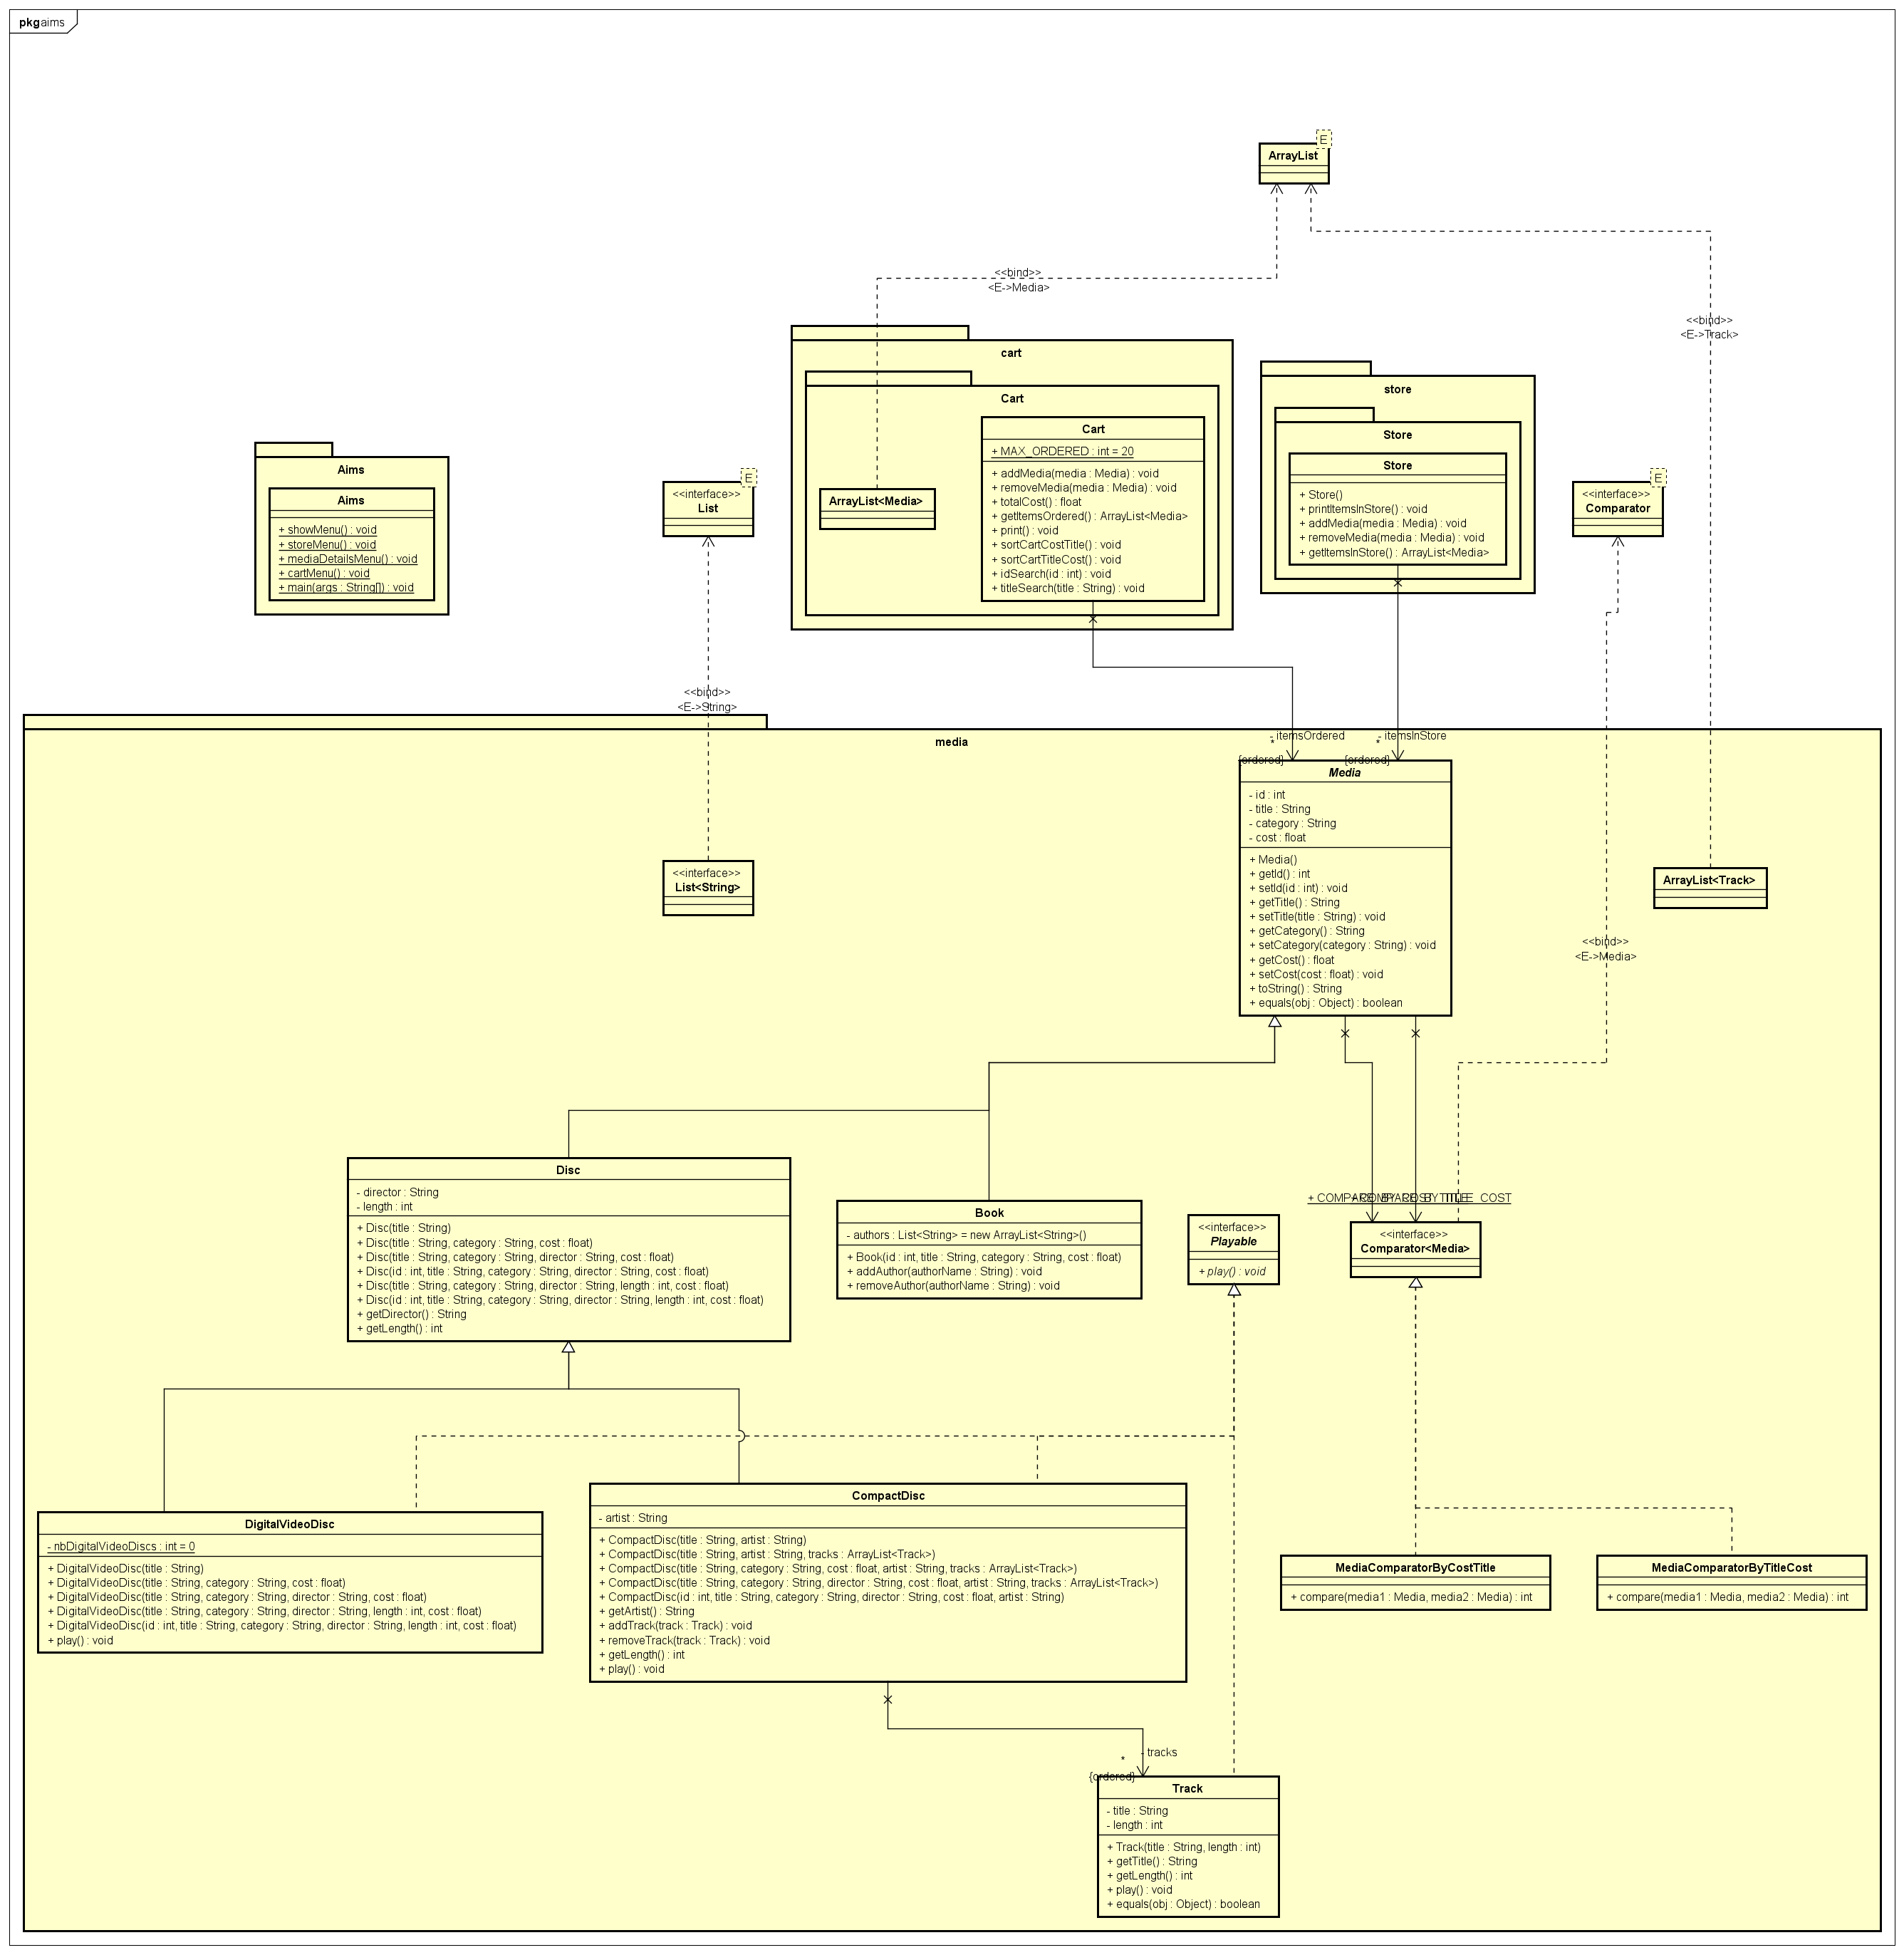 pkg aims
E
ArrayList
<<bind>>
<E->Media>
<<bind>>
<E->Track>
cart
Cart
Cart
+ MAX_ORDERED : int = 20
+ addMedia(media : Media) : void
+ removeMedia(media : Media) : void
+ totalCost() : float
+ getItemsOrdered() : ArrayList<Media>
+ print() : void
+ sortCartCostTitle() : void
+ sortCartTitleCost() : void
+ idSearch(id : int) : void
+ titleSearch(title : String) : void
ArrayList<Media>
store
Store
Store
+ Store()
+ printItemsInStore() : void
+ addMedia(media : Media) : void
+ removeMedia(media : Media) : void
+ getItemsInStore() : ArrayList<Media>
Aims
Aims
+ showMenu() : void
+ storeMenu() : void
+ mediaDetailsMenu() : void
+ cartMenu() : void
+ main(args : String[]) : void
E
<<interface>>
List
E
<<interface>>
Comparator
<<bind>>
<E->String>
media
- itemsOrdered
*
{ordered}
- itemsInStore
*
{ordered}
Media
- id : int
- title : String
- category : String
- cost : float
+ Media()
+ getId() : int
+ setId(id : int) : void
+ getTitle() : String
+ setTitle(title : String) : void
+ getCategory() : String
+ setCategory(category : String) : void
+ getCost() : float
+ setCost(cost : float) : void
+ toString() : String
+ equals(obj : Object) : boolean
<<interface>>
List<String>
ArrayList<Track>
<<bind>>
<E->Media>
Disc
- director : String
- length : int
+ Disc(title : String)
+ Disc(title : String, category : String, cost : float)
+ Disc(title : String, category : String, director : String, cost : float)
+ Disc(id : int, title : String, category : String, director : String, cost : float)
+ Disc(title : String, category : String, director : String, length : int, cost : float)
+ Disc(id : int, title : String, category : String, director : String, length : int, cost : float)
+ getDirector() : String
+ getLength() : int
Book
- authors : List<String> = new ArrayList<String>()
+ Book(id : int, title : String, category : String, cost : float)
+ addAuthor(authorName : String) : void
+ removeAuthor(authorName : String) : void
<<interface>>
Playable
+ play() : void
<<interface>>
Comparator<Media>
DigitalVideoDisc
- nbDigitalVideoDiscs : int = 0
+ DigitalVideoDisc(title : String)
+ DigitalVideoDisc(title : String, category : String, cost : float)
+ DigitalVideoDisc(title : String, category : String, director : String, cost : float)
+ DigitalVideoDisc(title : String, category : String, director : String, length : int, cost : float)
+ DigitalVideoDisc(id : int, title : String, category : String, director : String, length : int, cost : float)
+ play() : void
CompactDisc
- artist : String
+ CompactDisc(title : String, artist : String)
+ CompactDisc(title : String, artist : String, tracks : ArrayList<Track>)
+ CompactDisc(title : String, category : String, cost : float, artist : String, tracks : ArrayList<Track>)
+ CompactDisc(title : String, category : String, director : String, cost : float, artist : String, tracks : ArrayList<Track>)
+ CompactDisc(id : int, title : String, category : String, director : String, cost : float, artist : String)
+ getArtist() : String
+ addTrack(track : Track) : void
+ removeTrack(track : Track) : void
+ getLength() : int
+ play() : void
MediaComparatorByCostTitle
+ compare(media1 : Media, media2 : Media) : int
MediaComparatorByTitleCost
+ compare(media1 : Media, media2 : Media) : int
- tracks
*
{ordered}
Track
- title : String
- length : int
+ Track(title : String, length : int)
+ getTitle() : String
+ getLength() : int
+ play() : void
+ equals(obj : Object) : boolean